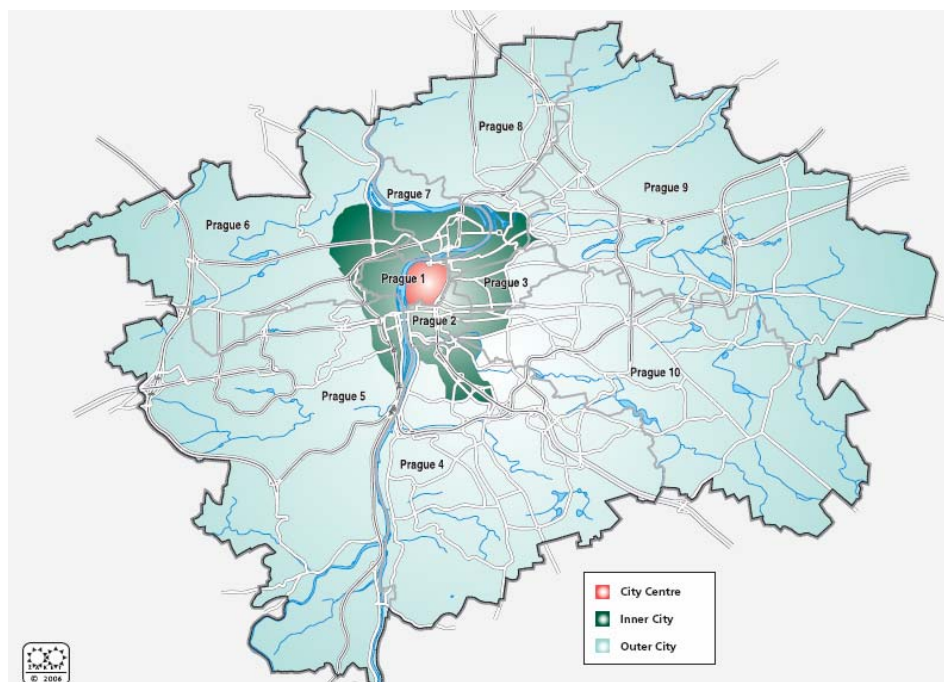 Prague 8
Prague 9
Prague 7
Prague 6
Prague 1
Prague 3
Prague 2
Prague 10
Prague 5
Prague 4
City Centre
Inner City
Outer City
© 2006